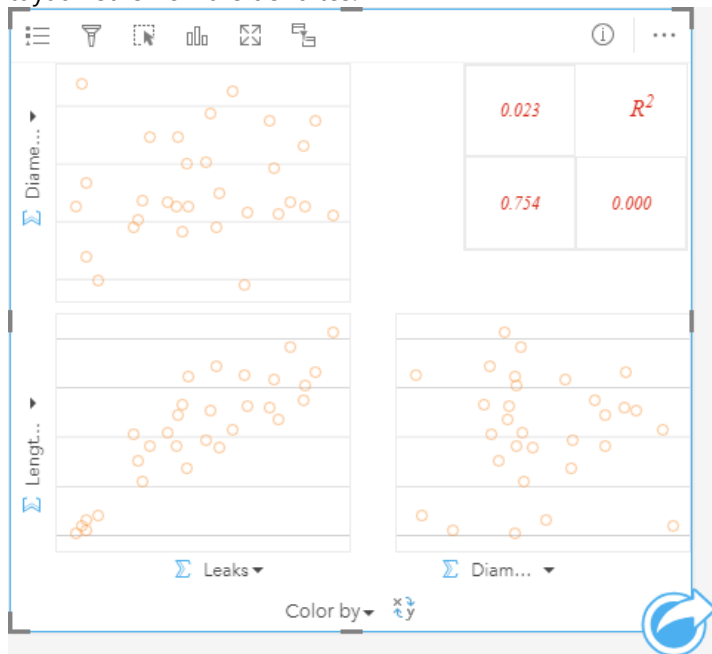 Diame...
0.023 R²
0.754 0.000
Lengt...
Σ Leaks
Σ Diam...
Color by x y